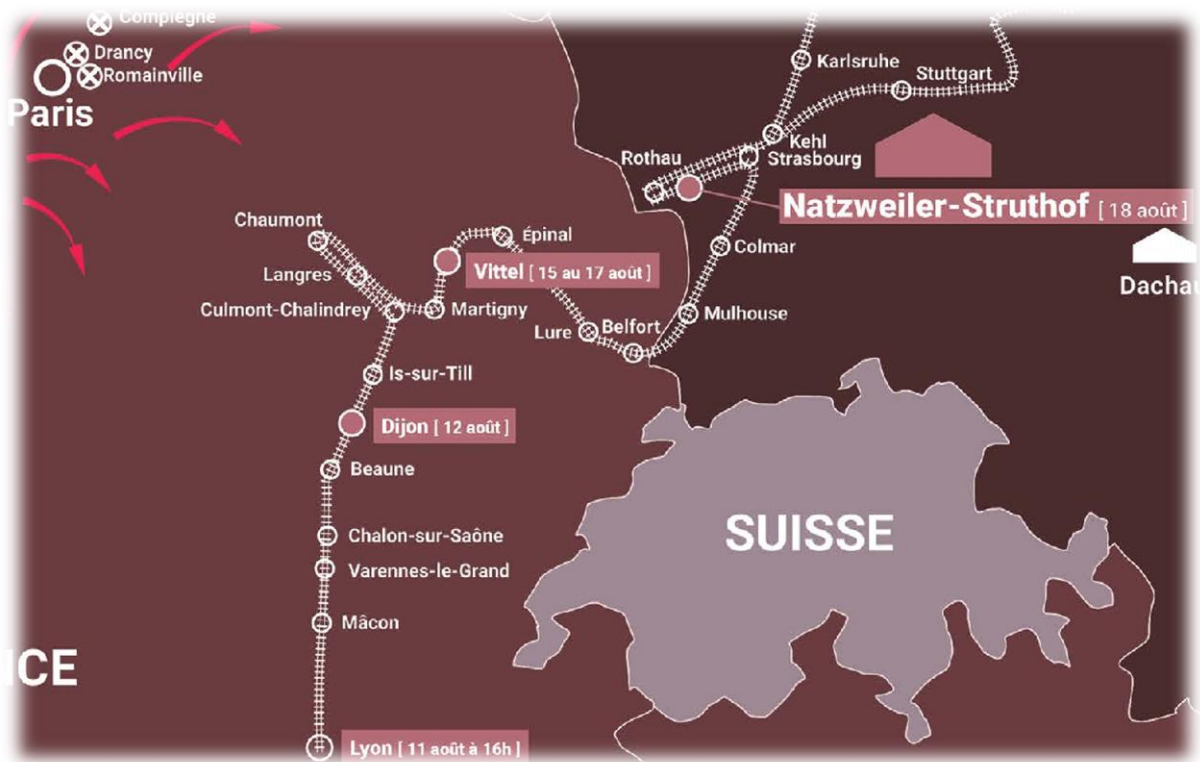 Compiègne
Drancy
Romainville
Paris
Karlsruhe
Stuttgart
Kehl
Strasbourg
Rothau
Natzweiler-Struthof [ 18 août ]
Chaumont
Épinal
Colmar
Langres
Vittel [ 15 au 17 août ]
Dachau
Culmont-Chalindrey
Martigny
Mulhouse
Lure
Belfort
Is-sur-Till
Dijon [ 12 août ]
Beaune
SUISSE
Chalon-sur-Saône
Varennes-le-Grand
Mâcon
NCE
Lyon [ 11 août à 16h ]